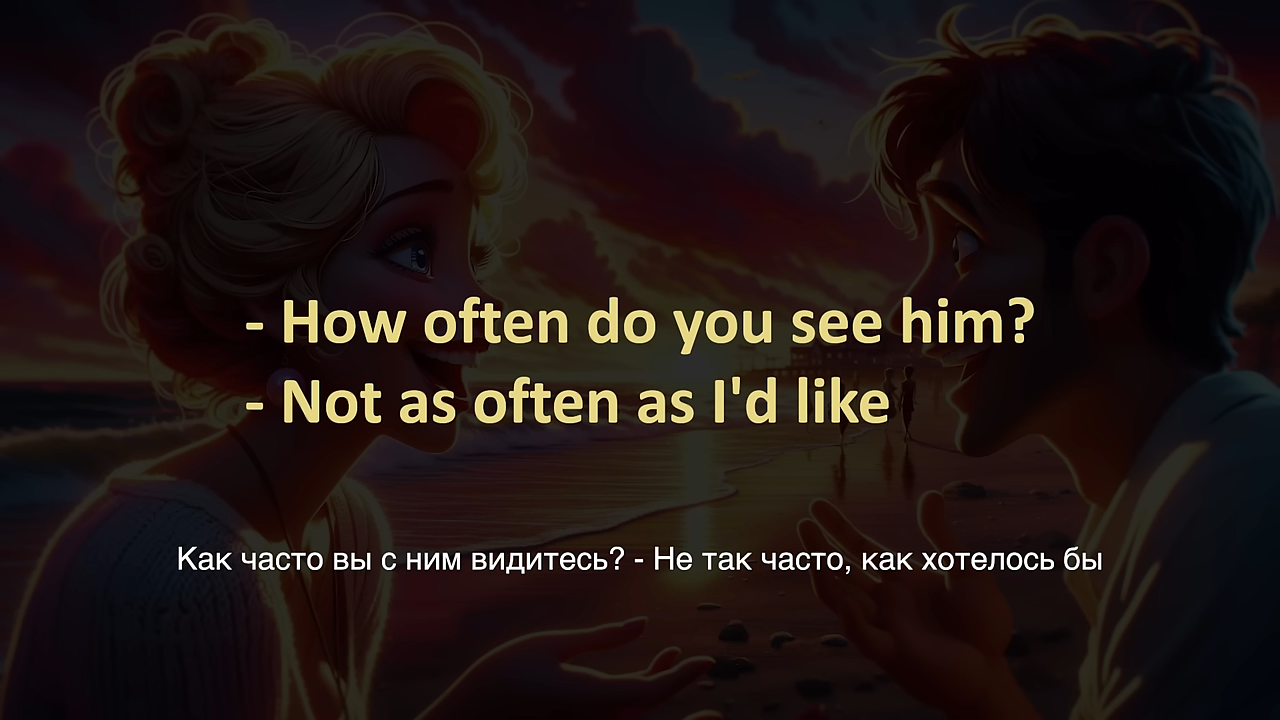 - How often do you see him?
- Not as often as I'd like
Как часто вы с ним видитесь? - Не так часто, как хотелось бы